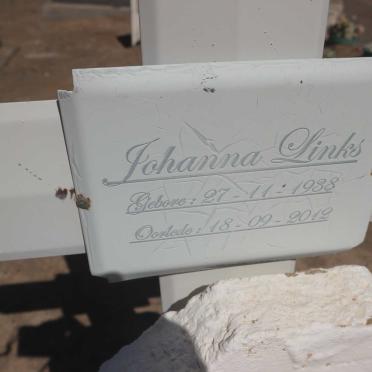 Johanna Links
Gebore : 27 - 11 : 1938
Oorlede : 18 - 09 - 2012